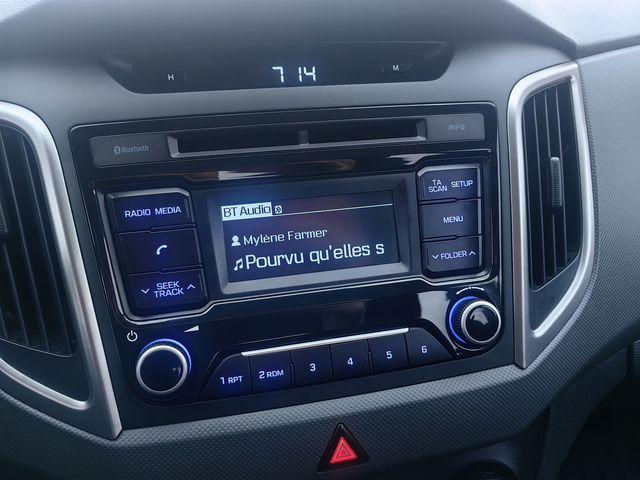 H 7:14 M
Bluetooth
MP3
RADIO MEDIA
SEEK
TRACK
BT Audio
Mylène Farmer
Pourvu qu'elles s
TA
SCAN SETUP
MENU
FOLDER
1 RPT 2 RDM 3 4 5 6